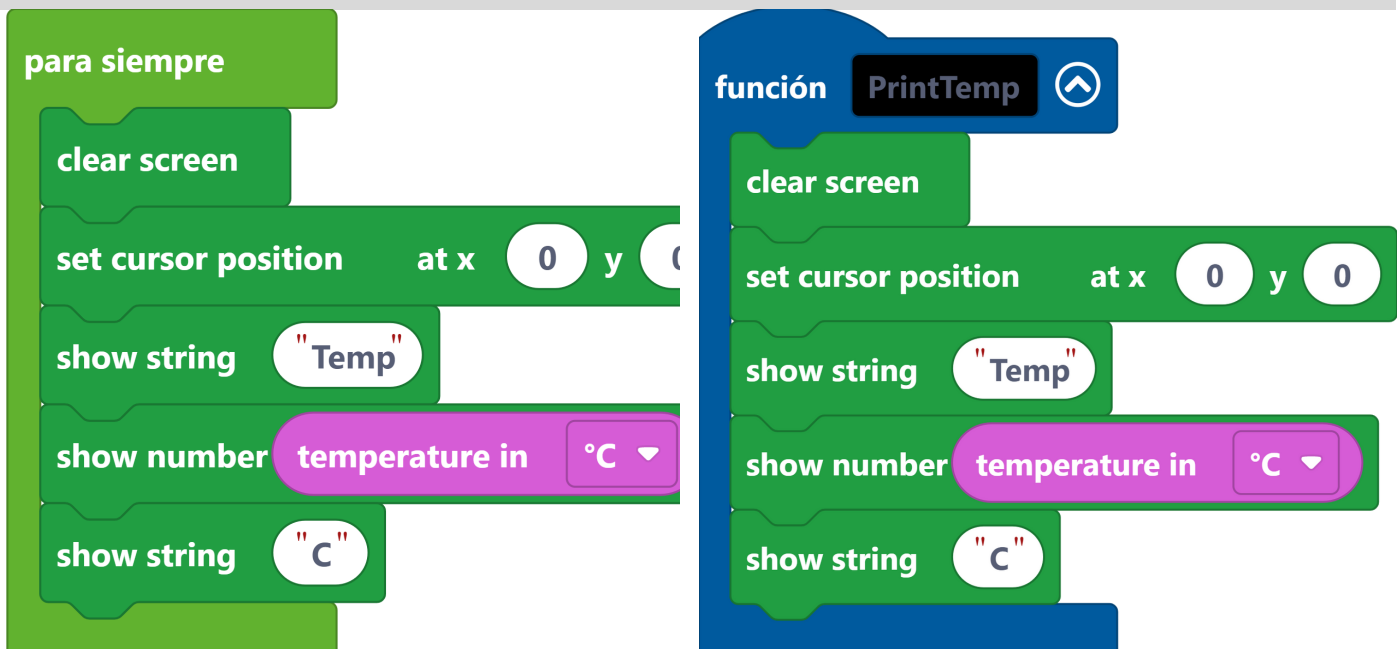 para siempre
clear screen
set cursor position at x 0 y 0
show string "Temp"
show number temperature in °C
show string "C"
función PrintTemp
clear screen
set cursor position at x 0 y 0
show string "Temp"
show number temperature in °C
show string "C"